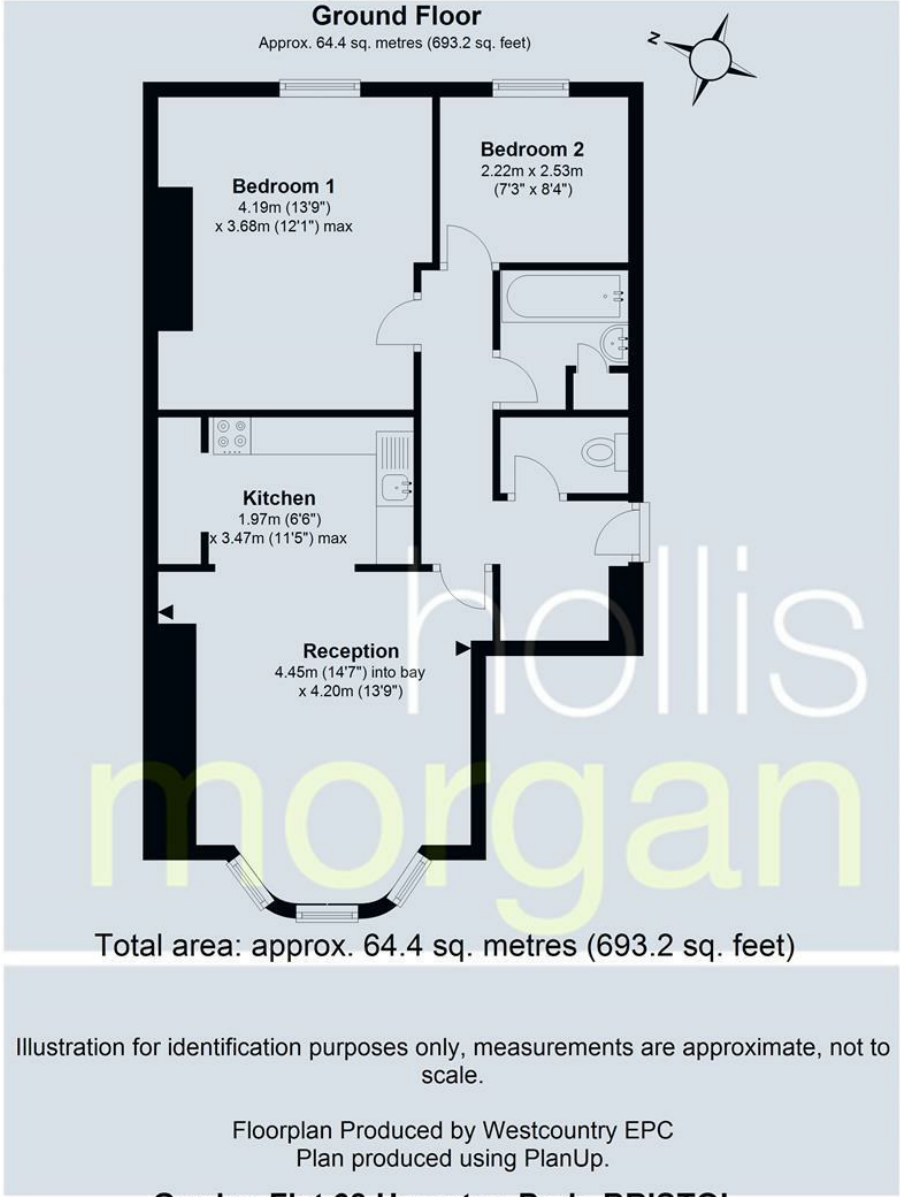 Ground Floor
Approx. 64.4 sq. metres (693.2 sq. feet)
N
Bedroom 1
4.19m (13'9")
x 3.68m (12'1") max
Bedroom 2
2.22m x 2.53m
(7'3" x 8'4")
Kitchen
1.97m (6'6")
x 3.47m (11'5") max
Reception
4.45m (14'7") into bay
x 4.20m (13'9")
hollis
morgan
Total area: approx. 64.4 sq. metres (693.2 sq. feet)
Illustration for identification purposes only, measurements are approximate, not to
scale.
Floorplan Produced by Westcountry EPC
Plan produced using PlanUp.